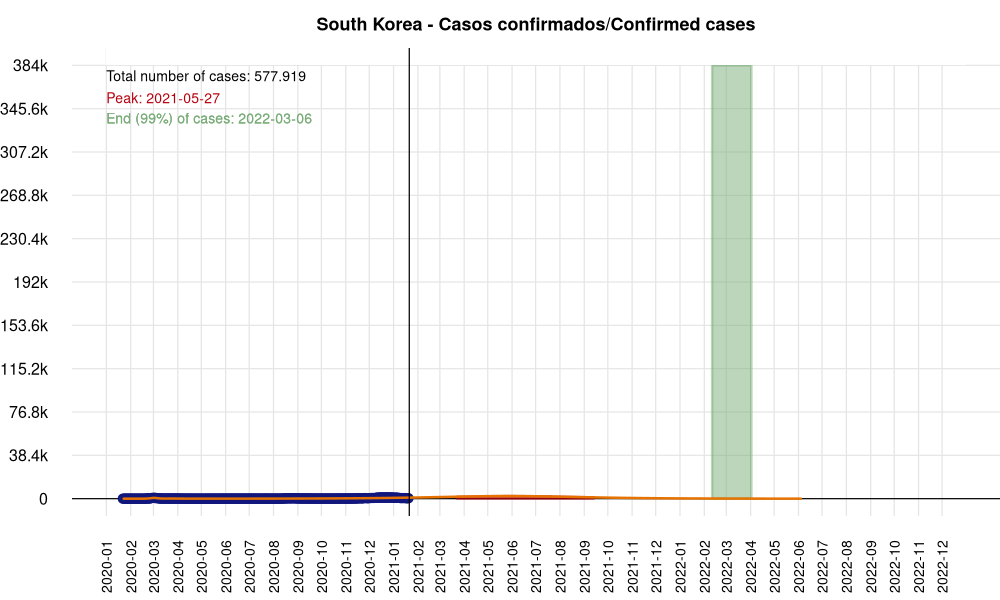 South Korea - Casos confirmados/Confirmed cases
384k
Total number of cases: 577.919
Peak: 2021-05-27
345.6k
End (99%) of cases: 2022-03-06
307.2k
268.8k
230.4k
192k
153.6k
115.2k
76.8k
38.4k
0
2020-01
2020-02
2020-03
2020-04
2020-05
2020-06
2020-07
2020-08
2020-09
2020-10
2020-11
2020-12
2021-01
2021-02
2021-03
2021-04
2021-05
2021-06
2021-07
2021-08
2021-09
2021-10
2021-11
2021-12
2022-01
2022-02
2022-03
2022-04
2022-05
2022-06
2022-07
2022-08
2022-09
2022-10
2022-11
2022-12